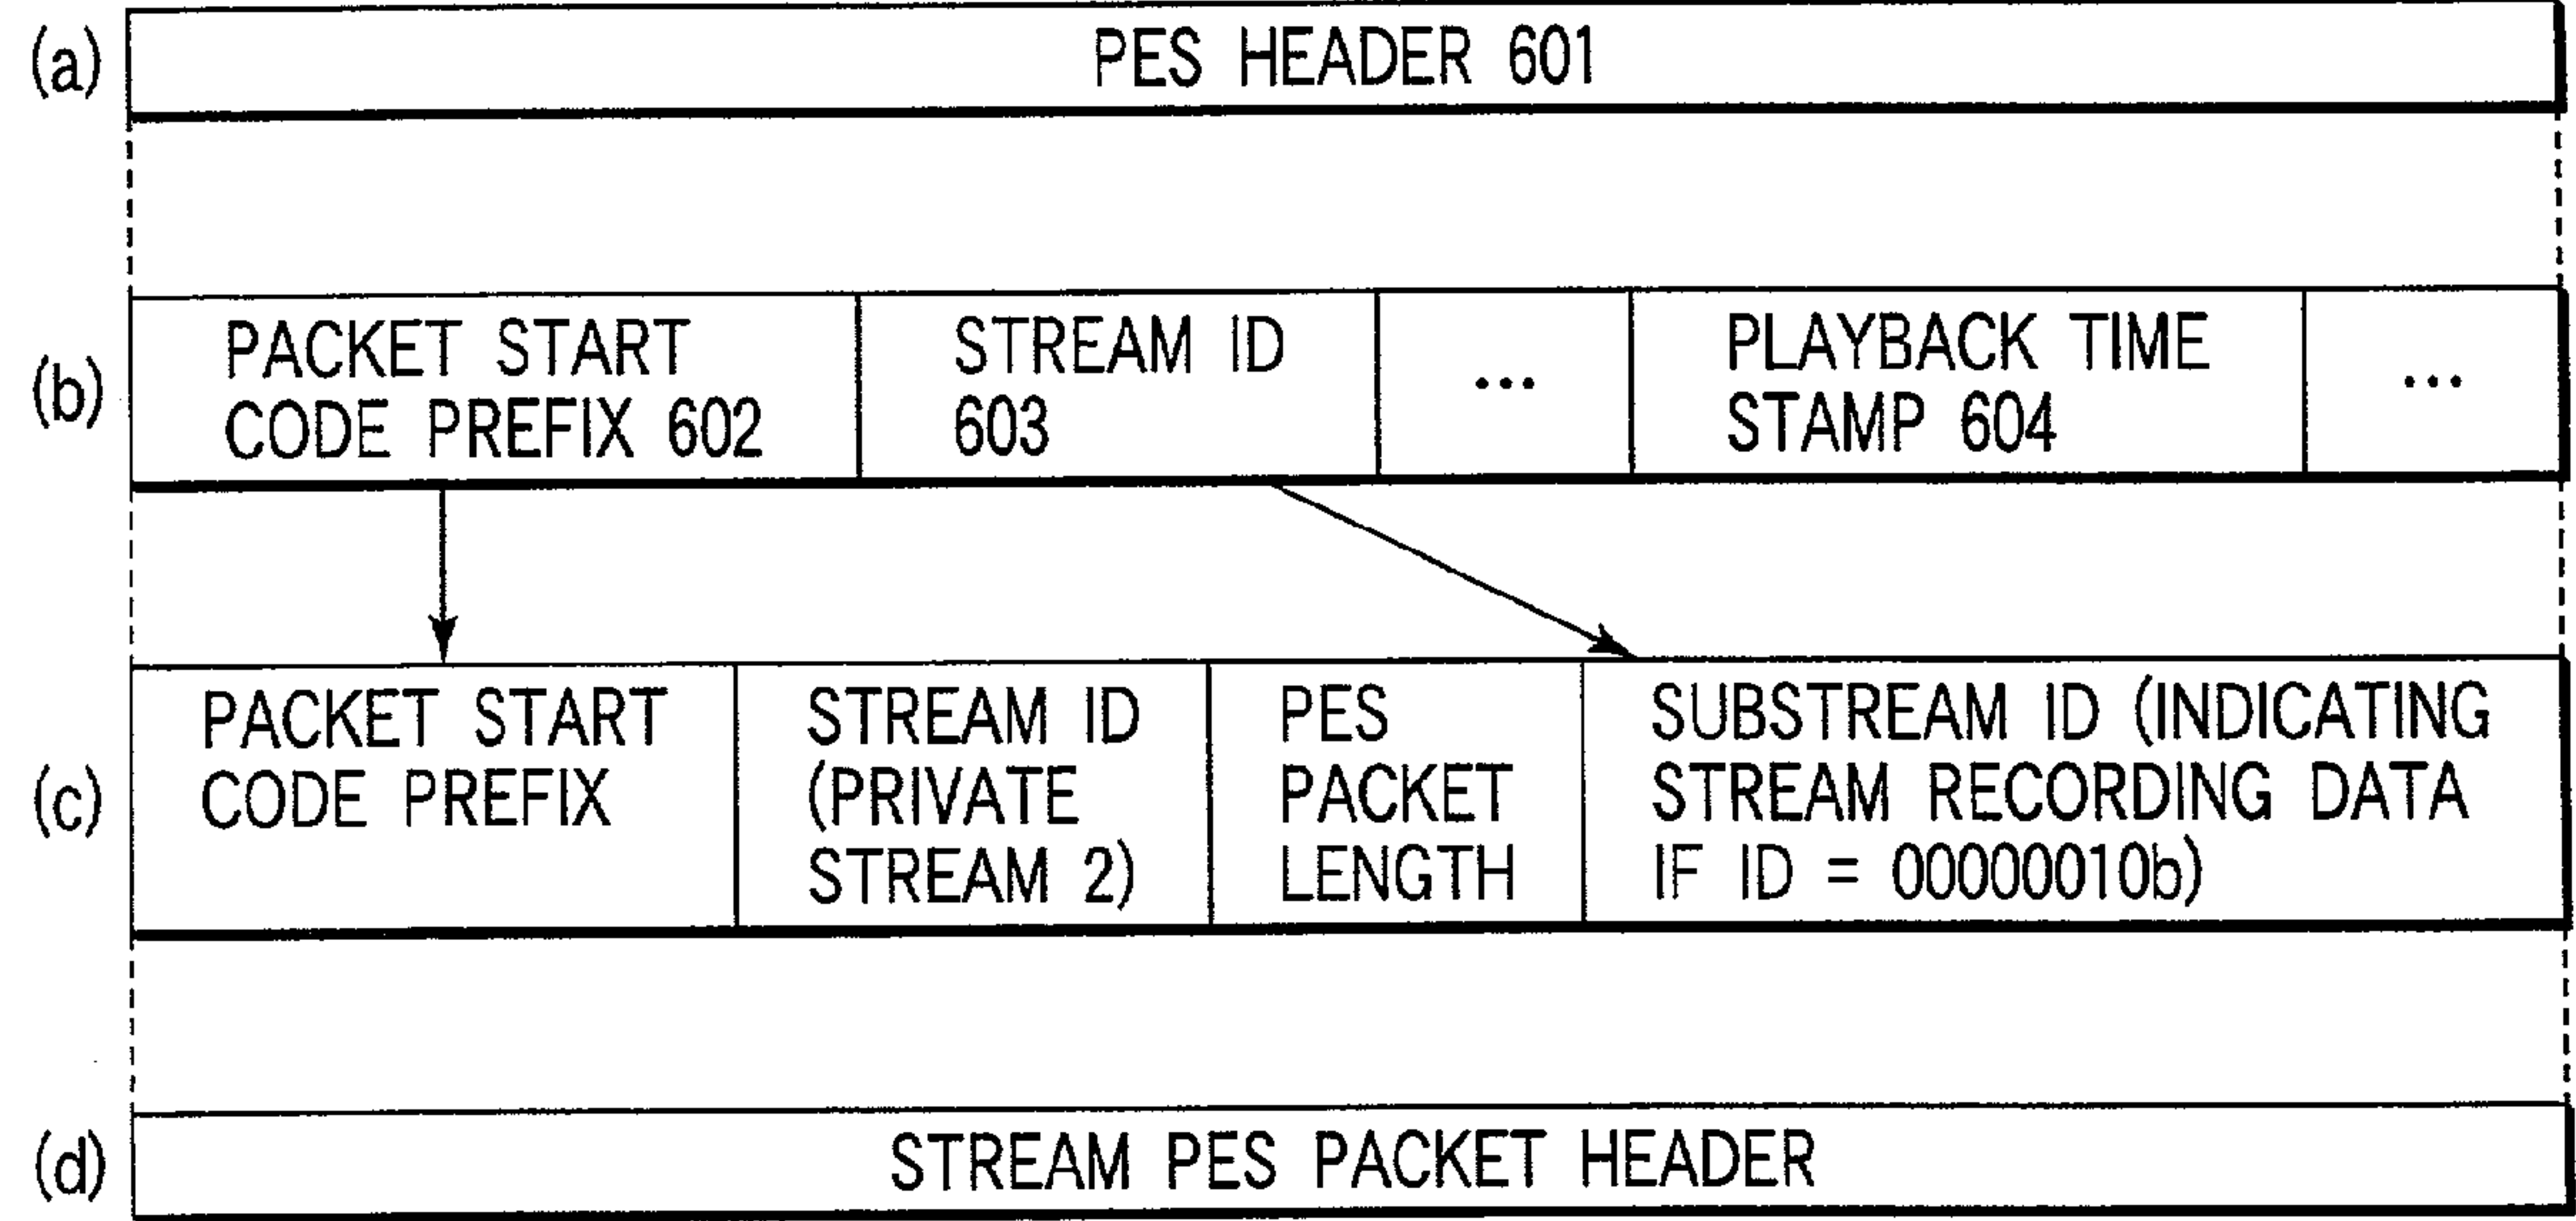 (a)
PES HEADER 601
(b)
PACKET START
CODE PREFIX 602
STREAM ID
603
...
PLAYBACK TIME
STAMP 604
...
(c)
PACKET START
CODE PREFIX
STREAM ID
(PRIVATE
STREAM 2)
PES
PACKET
LENGTH
SUBSTREAM ID (INDICATING
STREAM RECORDING DATA
IF ID = 00000010b)
(d)
STREAM PES PACKET HEADER